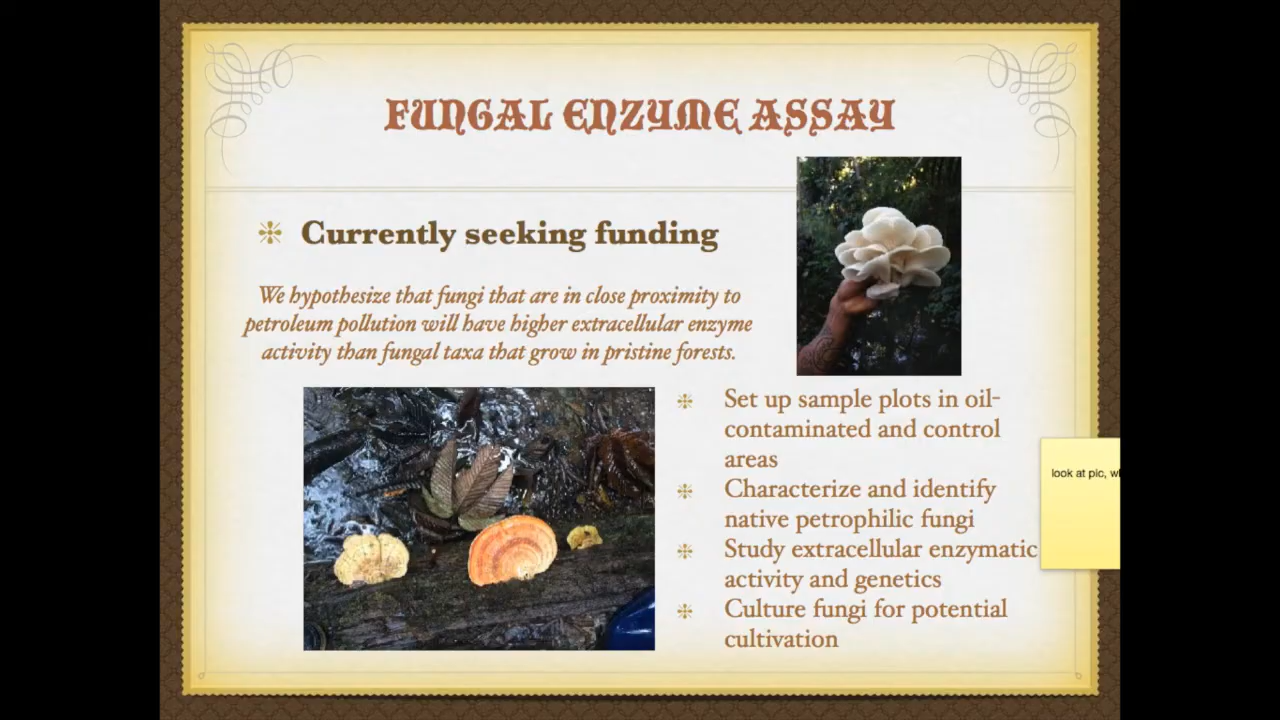 FUNGAL ENZYME ASSAY
Currently seeking funding
We hypothesize that fungi that are in close proximity to
petroleum pollution will have higher extracellular enzyme
activity than fungal taxa that grow in pristine forests.
Set up sample plots in oil-
contaminated and control
areas
Characterize and identify
native petrophilic fungi
Study extracellular enzymatic
activity and genetics
Culture fungi for potential
cultivation
look at pic,